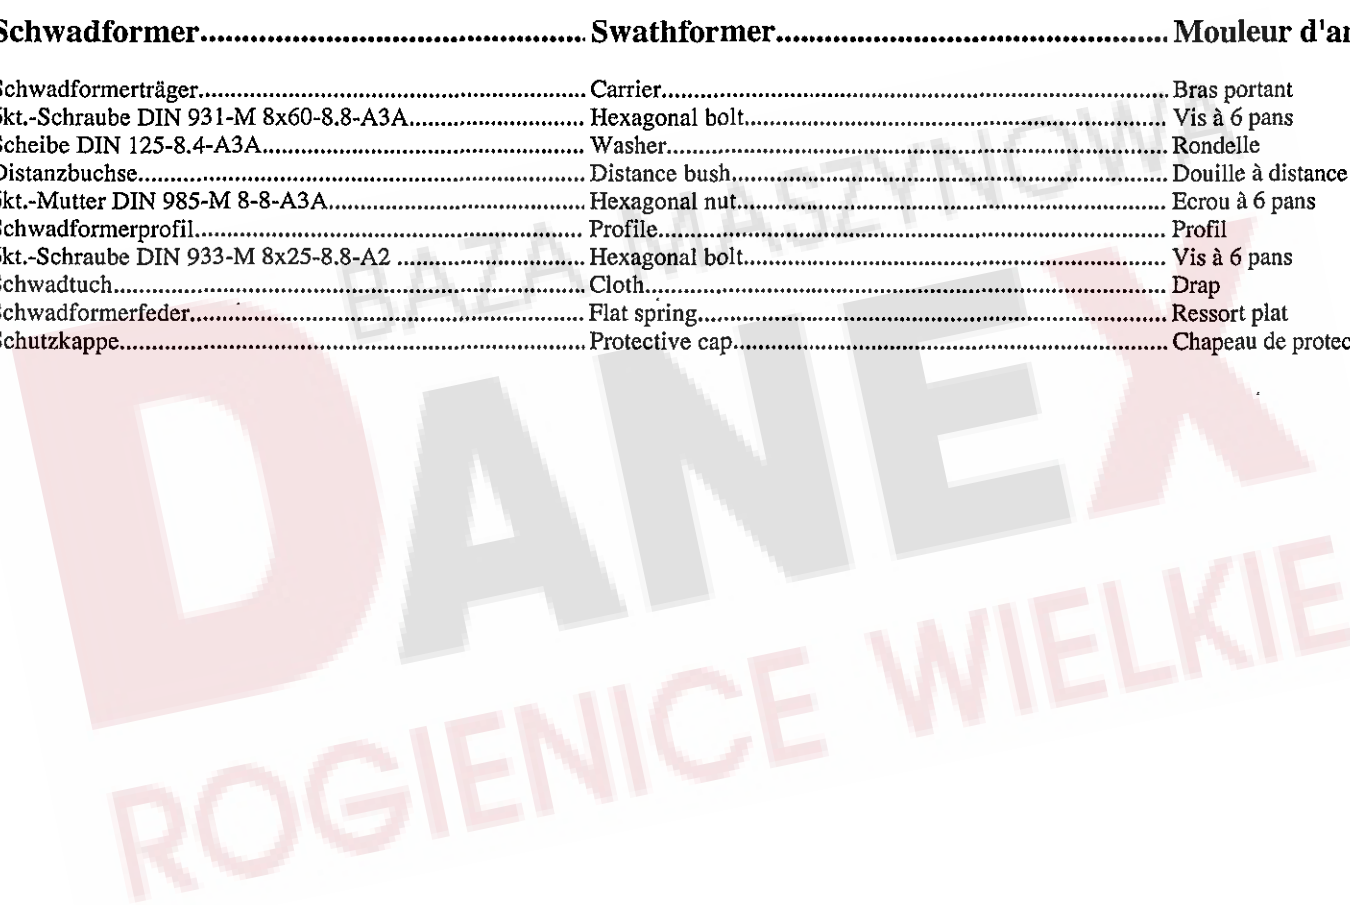 Schwadformer................................................ Swathformer................................................ Mouleur d'an
Schwadformerträger................................................ Carrier................................................ Bras portant
6kt.-Schraube DIN 931-M 8x60-8.8-A3A................................ Hexagonal bolt................................................ Vis à 6 pans
Scheibe DIN 125-8.4-A3A................................................ Washer................................................ Rondelle
Distanzbuchse................................................ Distance bush................................................ Douille à distance
6kt.-Mutter DIN 985-M 8-8-A3A................................................ Hexagonal nut................................................ Ecrou à 6 pans
Schwadformerprofil................................................ Profile................................................ Profil
6kt.-Schraube DIN 933-M 8x25-8.8-A2 ................................ Hexagonal bolt................................................ Vis à 6 pans
Schwadtuch................................................ Cloth................................................ Drap
Schwadformerfeder................................................ Flat spring................................................ Ressort plat
Schutzkappe................................................ Protective cap................................................ Chapeau de protec
BAZA MASZYNOWA
DANEX
ROGIENICE WIELKIE